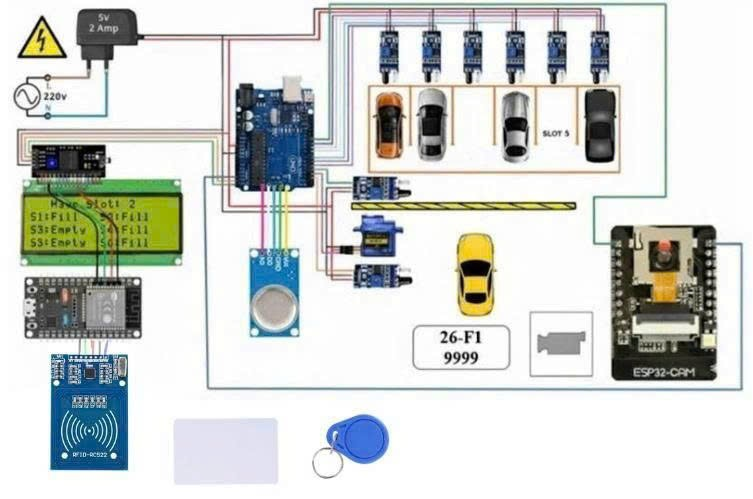 5V
2 Amp
L
220v
N
SLOT 5
Have Slot: 2
S1:Fill S2:Fill
S3:Empty S4:Fill
S3:Empty S6:Fill
26-F1
9999
ESP32-CAM
RFID-RC522